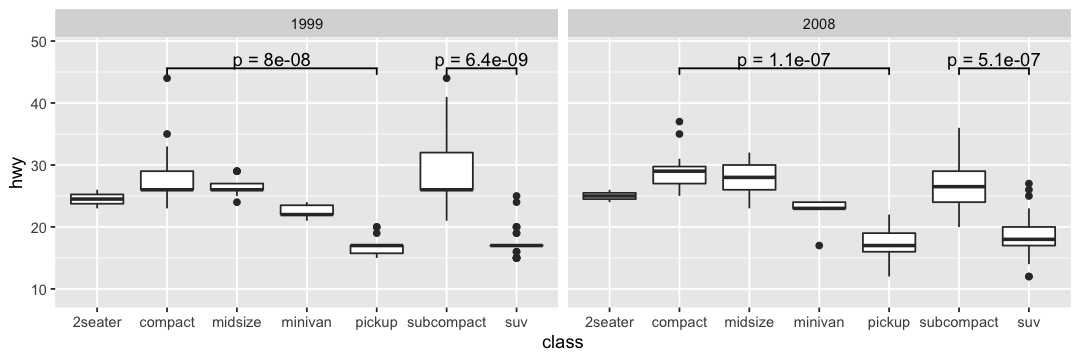 1999 2008
50
p = 8e-08 p = 6.4e-09 p = 1.1e-07 p = 5.1e-07
40
30
hwy
20
10
2seater compact midsize minivan pickup subcompact suv 2seater compact midsize minivan pickup subcompact suv
class